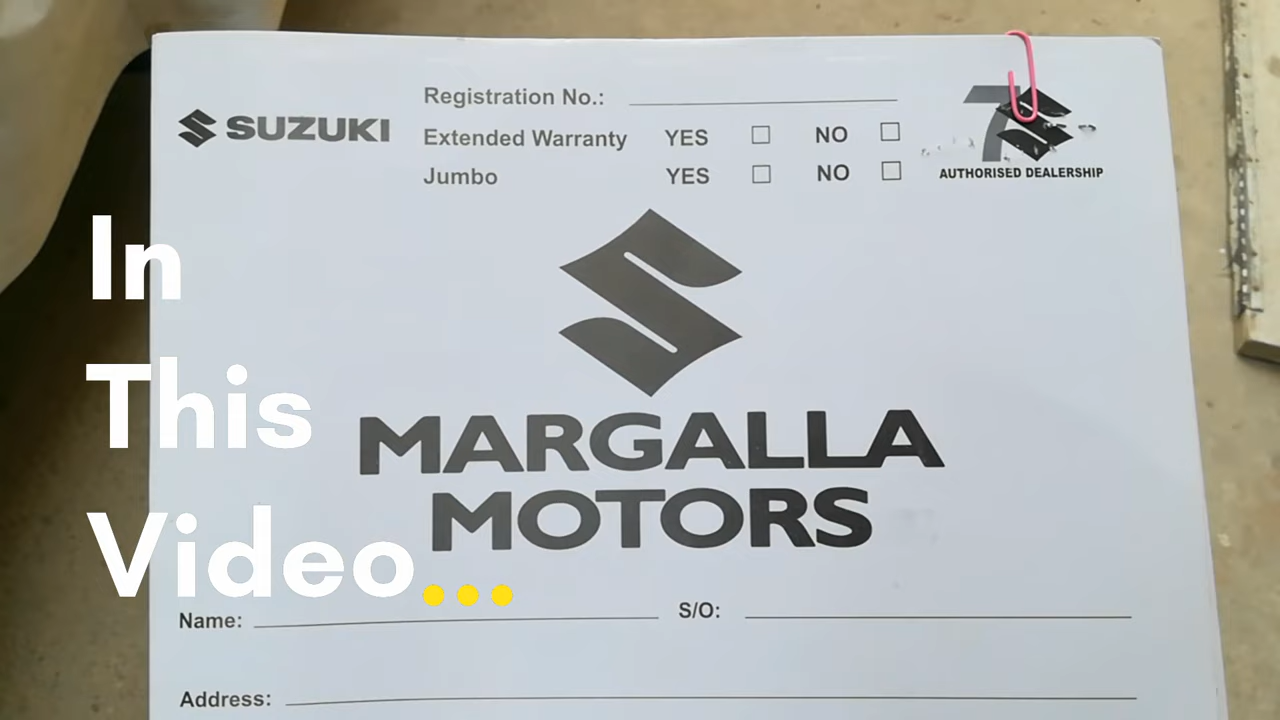 Registration No.:
SUZUKI
Extended Warranty YES NO
Jumbo YES NO
7
AUTHORISED DEALERSHIP
In
This
Video...
MARGALLA
MOTORS
Name: S/O:
Address: